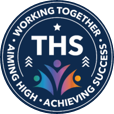 WORKING TOGETHER
THS
AIMING HIGH • ACHIEVING SUCCESS